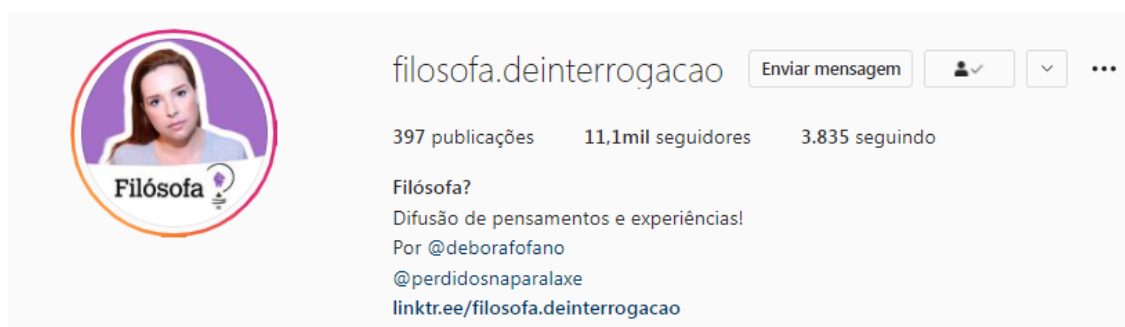 filosofa.deinterrogacao Enviar mensagem
397 publicações 11,1mil seguidores 3.835 seguindo
Filósofa
Filósofa?
Difusão de pensamentos e experiências!
Por @deborafofano
@perdidosnaparalaxe
linktr.ee/filosofa.deinterrogacao